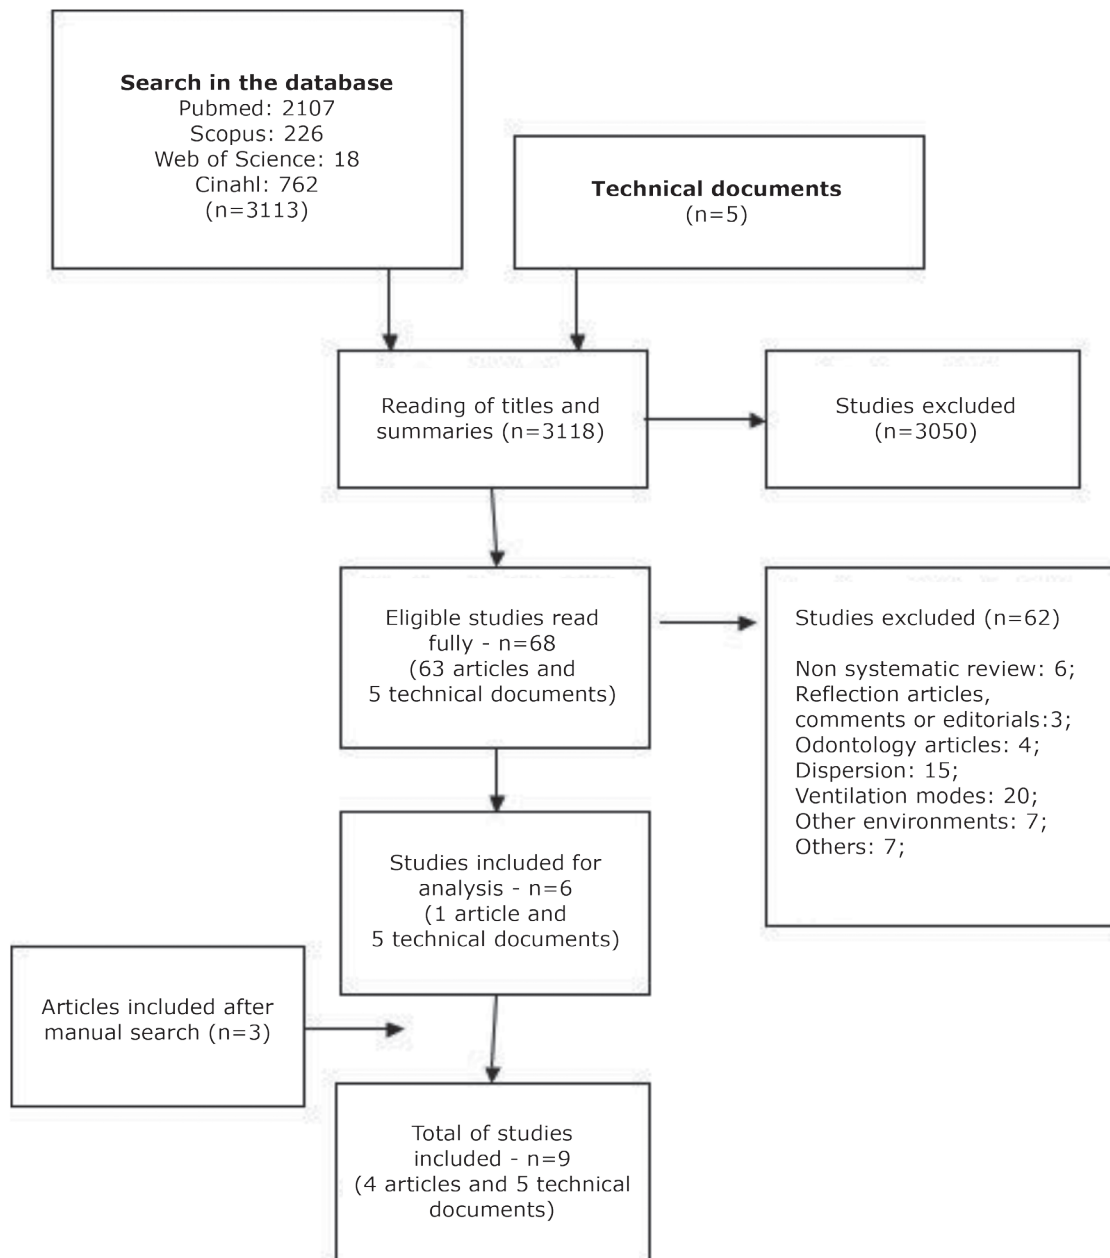 Search in the database
Pubmed: 2107
Scopus: 226
Web of Science: 18
Cinahl: 762
(n=3113)
Technical documents
(n=5)
Reading of titles and
summaries (n=3118)
Studies excluded
(n=3050)
Eligible studies read
fully - n=68
(63 articles and
5 technical documents)
Studies excluded (n=62)
Non systematic review: 6;
Reflection articles,
comments or editorials:3;
Odontology articles: 4;
Dispersion: 15;
Ventilation modes: 20;
Other environments: 7;
Others: 7;
Studies included for
analysis - n=6
(1 article and
5 technical documents)
Articles included after
manual search (n=3)
Total of studies
included - n=9
(4 articles and 5 technical
documents)